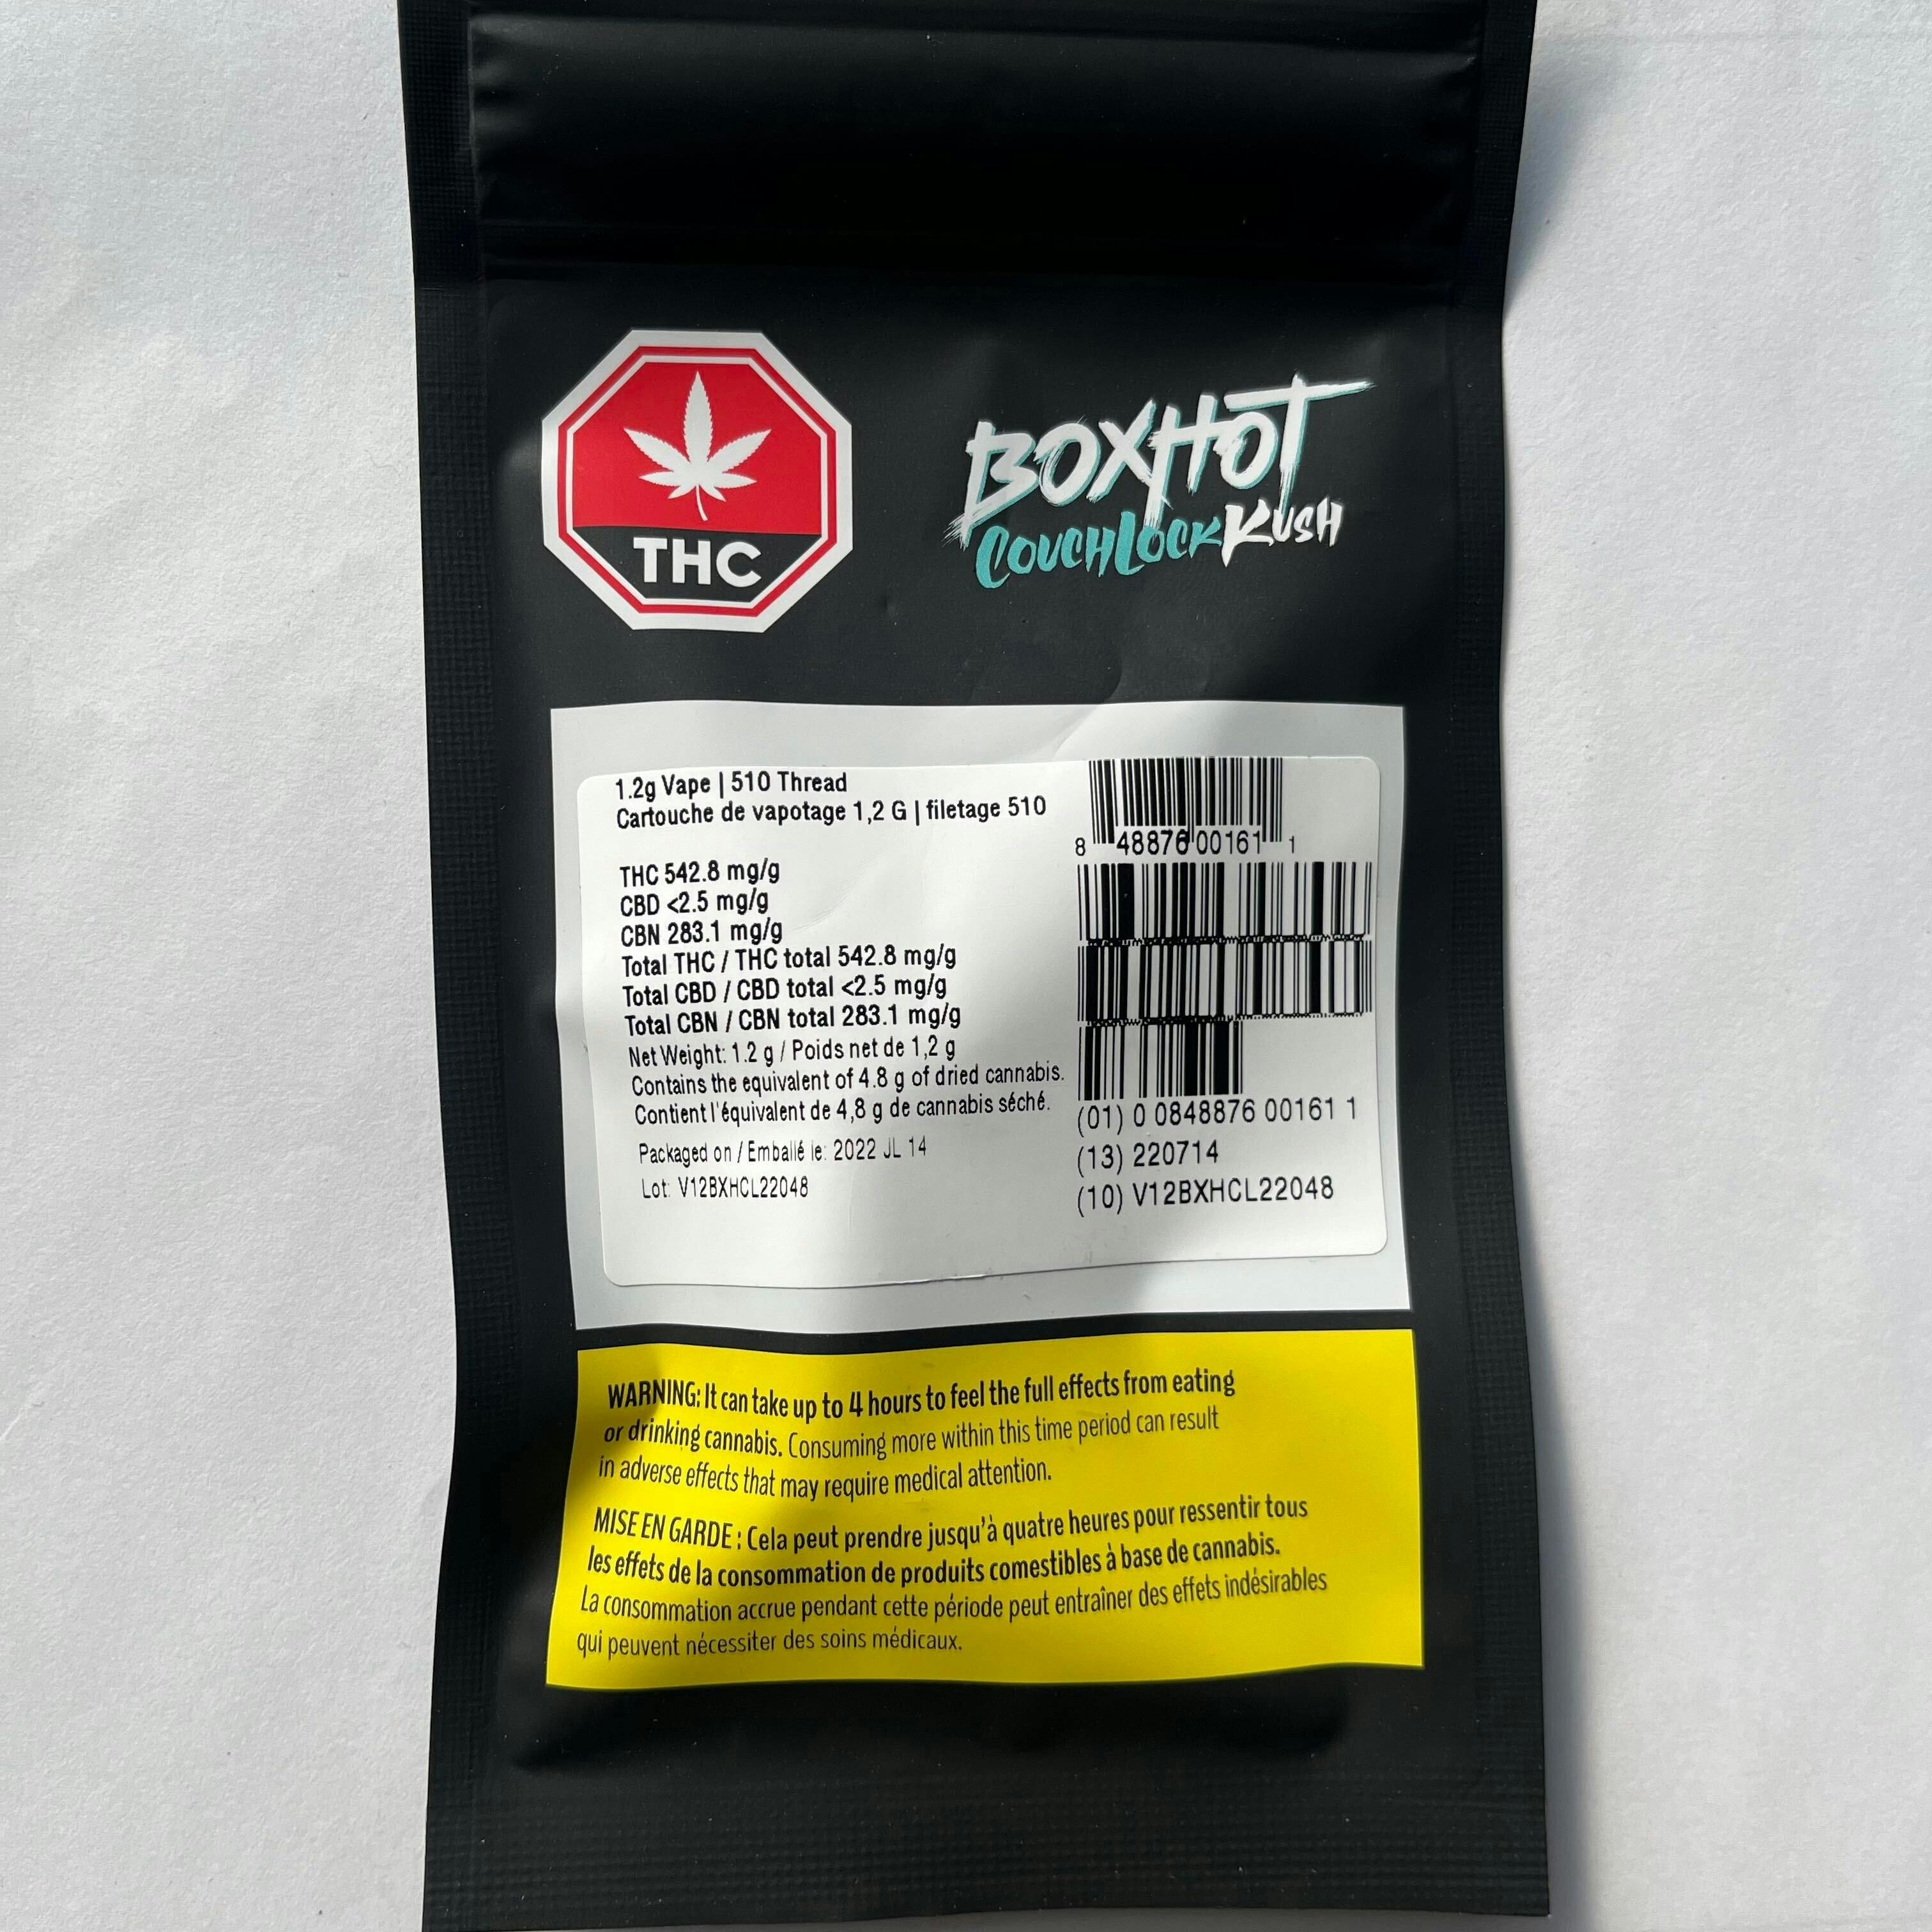 THC
BOXHOT
COUCHLOCK KUSH
1.2g Vape | 510 Thread
Cartouche de vapotage 1,2 G | filetage 510
THC 542.8 mg/g
CBD <2.5 mg/g
CBN 283.1 mg/g
Total THC / THC total 542.8 mg/g
Total CBD / CBD total <2.5 mg/g
Total CBN / CBN total 283.1 mg/g
Net Weight: 1.2 g / Poids net de 1,2 g
Contains the equivalent of 4.8 g of dried cannabis.
Contient l'équivalent de 4,8 g de cannabis séché.
Packaged on / Emballé le: 2022 JL 14
Lot: V12BXHCL22048
8 48876 00161 1
(01) 0 0848876 00161 1
(13) 220714
(10) V12BXHCL22048
WARNING: It can take up to 4 hours to feel the full effects from eating
or drinking cannabis. Consuming more within this time period can result
in adverse effects that may require medical attention.
MISE EN GARDE : Cela peut prendre jusqu'à quatre heures pour ressentir tous
les effets de la consommation de produits comestibles à base de cannabis.
La consommation accrue pendant cette période peut entraîner des effets indésirables
qui peuvent nécessiter des soins médicaux.